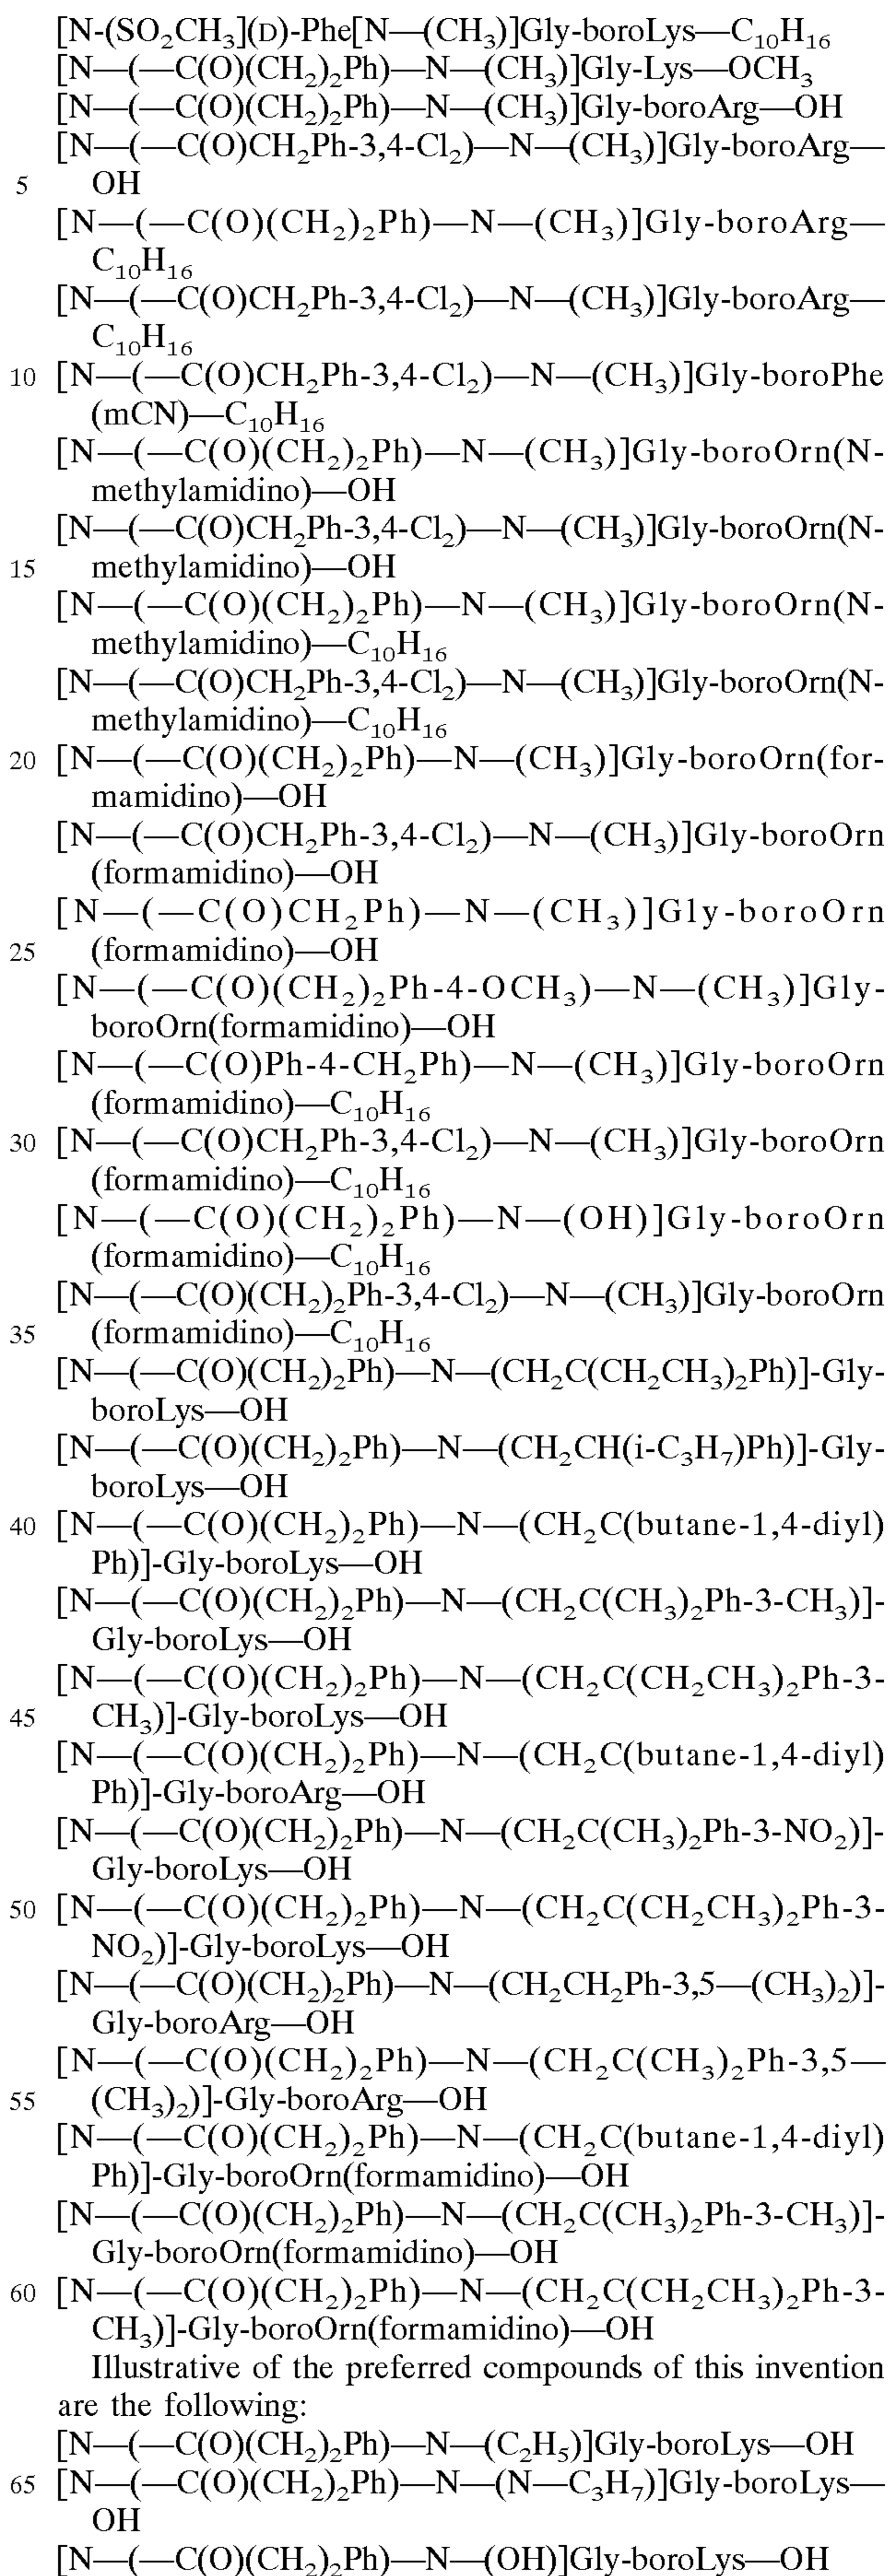 [N-(SO₂CH₃](D)-Phe[N—(CH₃)]Gly-boroLys—C₁₀H₁₆
[N—(—C(O)(CH₂)₂Ph)—N—(CH₃)]Gly-Lys—OCH₃
[N—(—C(O)(CH₂)₂Ph)—N—(CH₃)]Gly-boroArg—OH
[N—(—C(O)CH₂Ph-3,4-Cl₂)—N—(CH₃)]Gly-boroArg—
5 OH
[N—(—C(O)(CH₂)₂Ph)—N—(CH₃)]Gly-boroArg—
C₁₀H₁₆
[N—(—C(O)CH₂Ph-3,4-Cl₂)—N—(CH₃)]Gly-boroArg—
C₁₀H₁₆
10 [N—(—C(O)CH₂Ph-3,4-Cl₂)—N—(CH₃)]Gly-boroPhe
(mCN)—C₁₀H₁₆
[N—(—C(O)(CH₂)₂Ph)—N—(CH₃)]Gly-boroOrn(N-
methylamidino)—OH
[N—(—C(O)CH₂Ph-3,4-Cl₂)—N—(CH₃)]Gly-boroOrn(N-
15 methylamidino)—OH
[N—(—C(O)(CH₂)₂Ph)—N—(CH₃)]Gly-boroOrn(N-
methylamidino)—C₁₀H₁₆
[N—(—C(O)CH₂Ph-3,4-Cl₂)—N—(CH₃)]Gly-boroOrn(N-
methylamidino)—C₁₀H₁₆
20 [N—(—C(O)(CH₂)₂Ph)—N—(CH₃)]Gly-boroOrn(for-
mamidino)—OH
[N—(—C(O)CH₂Ph-3,4-Cl₂)—N—(CH₃)]Gly-boroOrn
(formamidino)—OH
[N—(—C(O)CH₂Ph)—N—(CH₃)]Gly-boroOrn
25 (formamidino)—OH
[N—(—C(O)(CH₂)₂Ph-4-OCH₃)—N—(CH₃)]Gly-
boroOrn(formamidino)—OH
[N—(—C(O)Ph-4-CH₂Ph)—N—(CH₃)]Gly-boroOrn
(formamidino)—C₁₀H₁₆
30 [N—(—C(O)CH₂Ph-3,4-Cl₂)—N—(CH₃)]Gly-boroOrn
(formamidino)—C₁₀H₁₆
[N—(—C(O)(CH₂)₂Ph)—N—(OH)]Gly-boroOrn
(formamidino)—C₁₀H₁₆
[N—(—C(O)(CH₂)₂Ph-3,4-Cl₂)—N—(CH₃)]Gly-boroOrn
35 (formamidino)—C₁₀H₁₆
[N—(—C(O)(CH₂)₂Ph)—N—(CH₂C(CH₂CH₃)₂Ph)]-Gly-
boroLys—OH
[N—(—C(O)(CH₂)₂Ph)—N—(CH₂CH(i-C₃H₇)Ph)]-Gly-
boroLys—OH
40 [N—(—C(O)(CH₂)₂Ph)—N—(CH₂C(butane-1,4-diyl)
Ph)]-Gly-boroLys—OH
[N—(—C(O)(CH₂)₂Ph)—N—(CH₂C(CH₃)₂Ph-3-CH₃)]-
Gly-boroLys—OH
[N—(—C(O)(CH₂)₂Ph)—N—(CH₂C(CH₂CH₃)₂Ph-3-
45 CH₃)]-Gly-boroLys—OH
[N—(—C(O)(CH₂)₂Ph)—N—(CH₂C(butane-1,4-diyl)
Ph)]-Gly-boroArg—OH
[N—(—C(O)(CH₂)₂Ph)—N—(CH₂C(CH₃)₂Ph-3-NO₂)]-
Gly-boroLys—OH
50 [N—(—C(O)(CH₂)₂Ph)—N—(CH₂C(CH₂CH₃)₂Ph-3-
NO₂)]-Gly-boroLys—OH
[N—(—C(O)(CH₂)₂Ph)—N—(CH₂CH₂Ph-3,5—(CH₃)₂)]-
Gly-boroArg—OH
[N—(—C(O)(CH₂)₂Ph)—N—(CH₂C(CH₃)₂Ph-3,5—
55 (CH₃)₂)]-Gly-boroArg—OH
[N—(—C(O)(CH₂)₂Ph)—N—(CH₂C(butane-1,4-diyl)
Ph)]-Gly-boroOrn(formamidino)—OH
[N—(—C(O)(CH₂)₂Ph)—N—(CH₂C(CH₃)₂Ph-3-CH₃)]-
Gly-boroOrn(formamidino)—OH
60 [N—(—C(O)(CH₂)₂Ph)—N—(CH₂C(CH₂CH₃)₂Ph-3-
CH₃)]-Gly-boroOrn(formamidino)—OH
Illustrative of the preferred compounds of this invention
are the following:
[N—(—C(O)(CH₂)₂Ph)—N—(C₂H₅)]Gly-boroLys—OH
65 [N—(—C(O)(CH₂)₂Ph)—N—(N—C₃H₇)]Gly-boroLys—
OH
[N—(—C(O)(CH₂)₂Ph)—N—(OH)]Gly-boroLys—OH